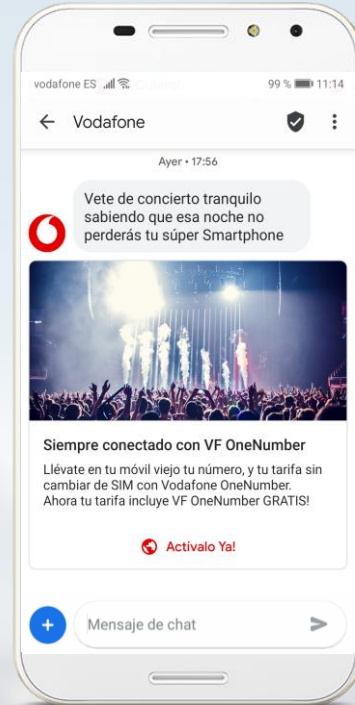 vodafone ES 99 % 11:14
Vodafone
Ayer • 17:56
Vete de concierto tranquilo
sabiendo que esa noche no
perderás tu súper Smartphone
Siempre conectado con VF OneNumber
Llévate en tu móvil viejo tu número, y tu tarifa sin
cambiar de SIM con Vodafone OneNumber.
Ahora tu tarifa incluye VF OneNumber GRATIS!
Actívalo Ya!
Mensaje de chat